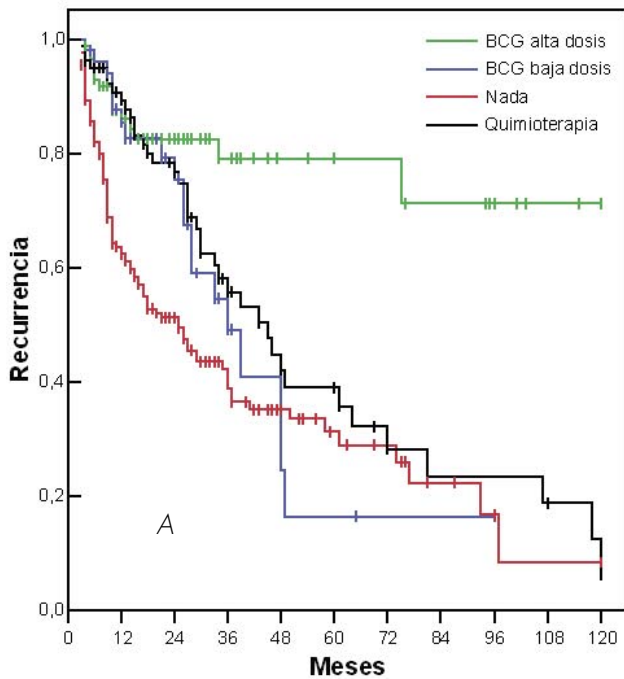 1,0
0,8
0,6
0,4
0,2
0,0
Recurrencia
BCG alta dosis
BCG baja dosis
Nada
Quimioterapia
A
0 12 24 36 48 60 72 84 96 108 120
Meses